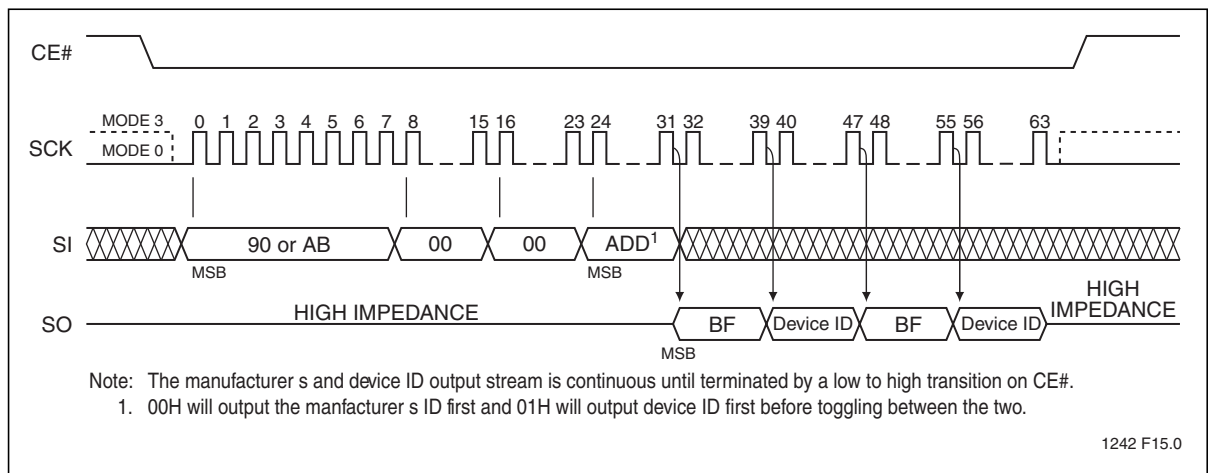 CE#
MODE 3
0 1 2 3 4 5 6 7 8 15 16 23 24 31 32 39 40 47 48 55 56 63
SCK
MODE 0
SI
90 or AB 00 00 ADD1
MSB MSB
HIGH IMPEDANCE
HIGH IMPEDANCE
SO
BF Device ID BF Device ID
MSB
Note: The manufacturer s and device ID output stream is continuous until terminated by a low to high transition on CE#.
1. 00H will output the manfacturer s ID first and 01H will output device ID first before toggling between the two.
1242 F15.0